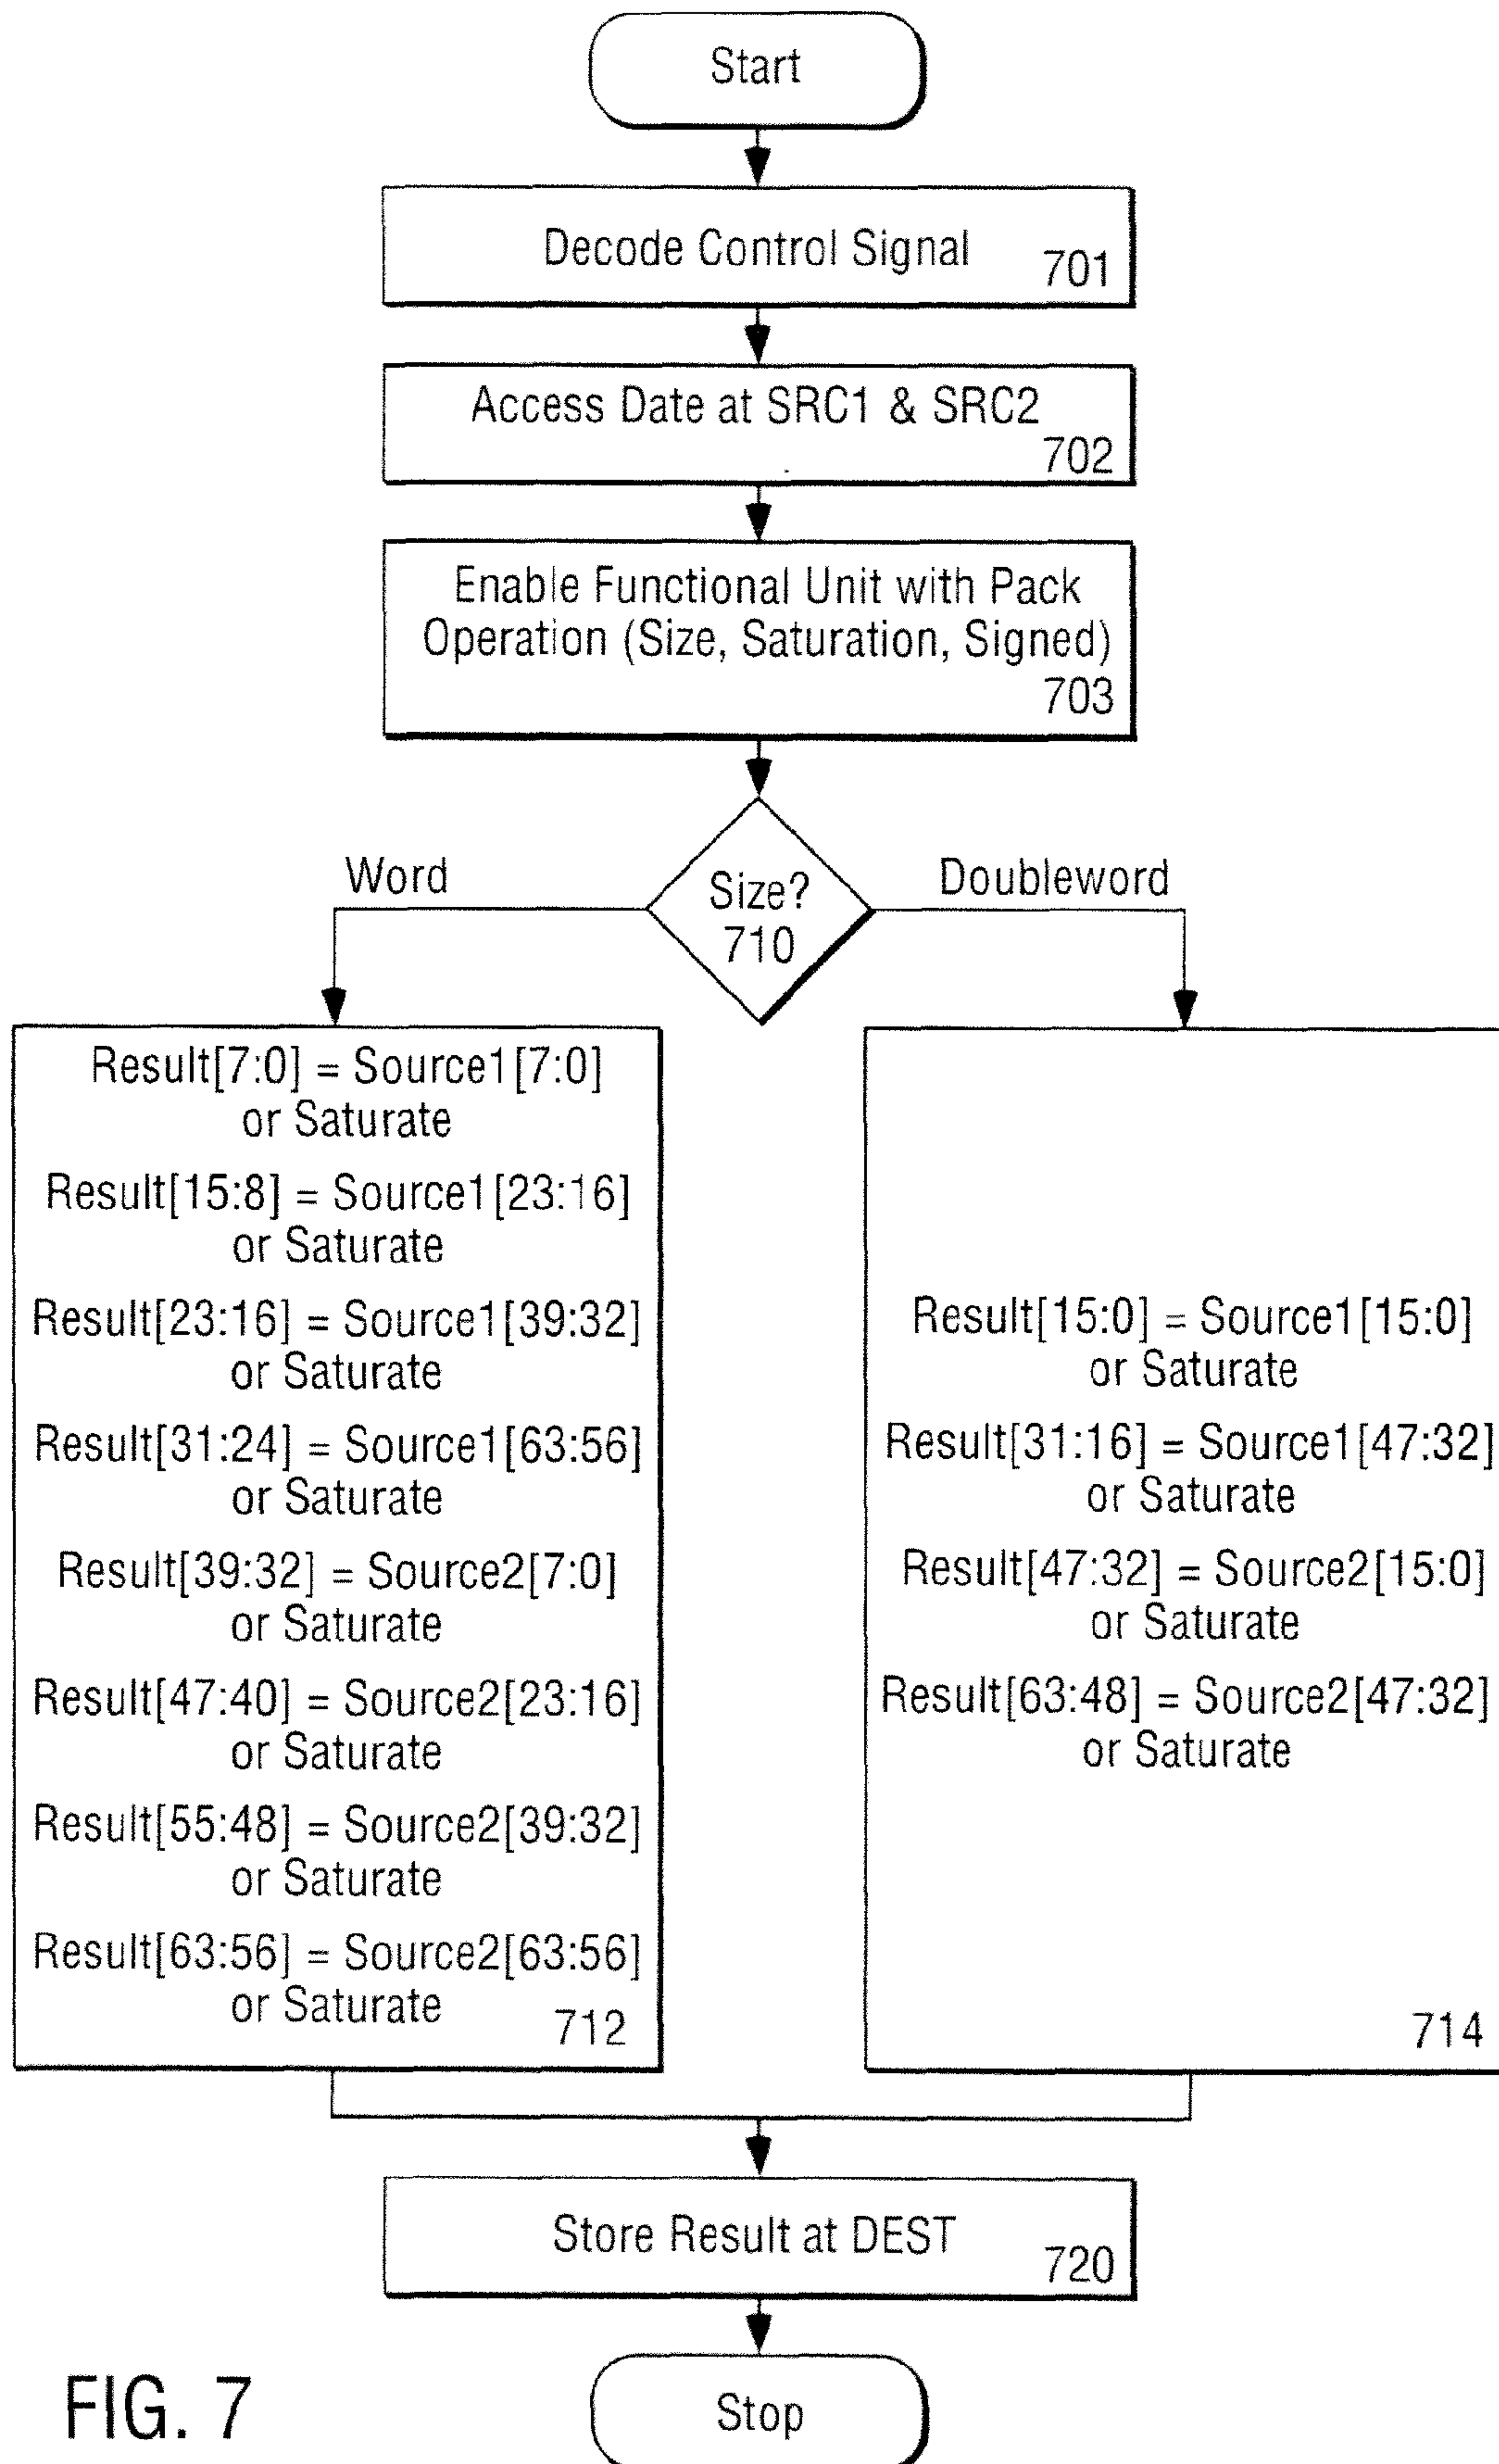 Start
Decode Control Signal
701
Access Date at SRC1 & SRC2
702
Enable Functional Unit with Pack
Operation (Size, Saturation, Signed)
703
Word
Size?
710
Doubleword
Result[7:0] = Source1[7:0]
or Saturate
Result[15:8] = Source1[23:16]
or Saturate
Result[23:16] = Source1[39:32]
or Saturate
Result[31:24] = Source1[63:56]
or Saturate
Result[39:32] = Source2[7:0]
or Saturate
Result[47:40] = Source2[23:16]
or Saturate
Result[55:48] = Source2[39:32]
or Saturate
Result[63:56] = Source2[63:56]
or Saturate
712
Result[15:0] = Source1[15:0]
or Saturate
Result[31:16] = Source1[47:32]
or Saturate
Result[47:32] = Source2[15:0]
or Saturate
Result[63:48] = Source2[47:32]
or Saturate
714
Store Result at DEST
720
Stop
FIG. 7